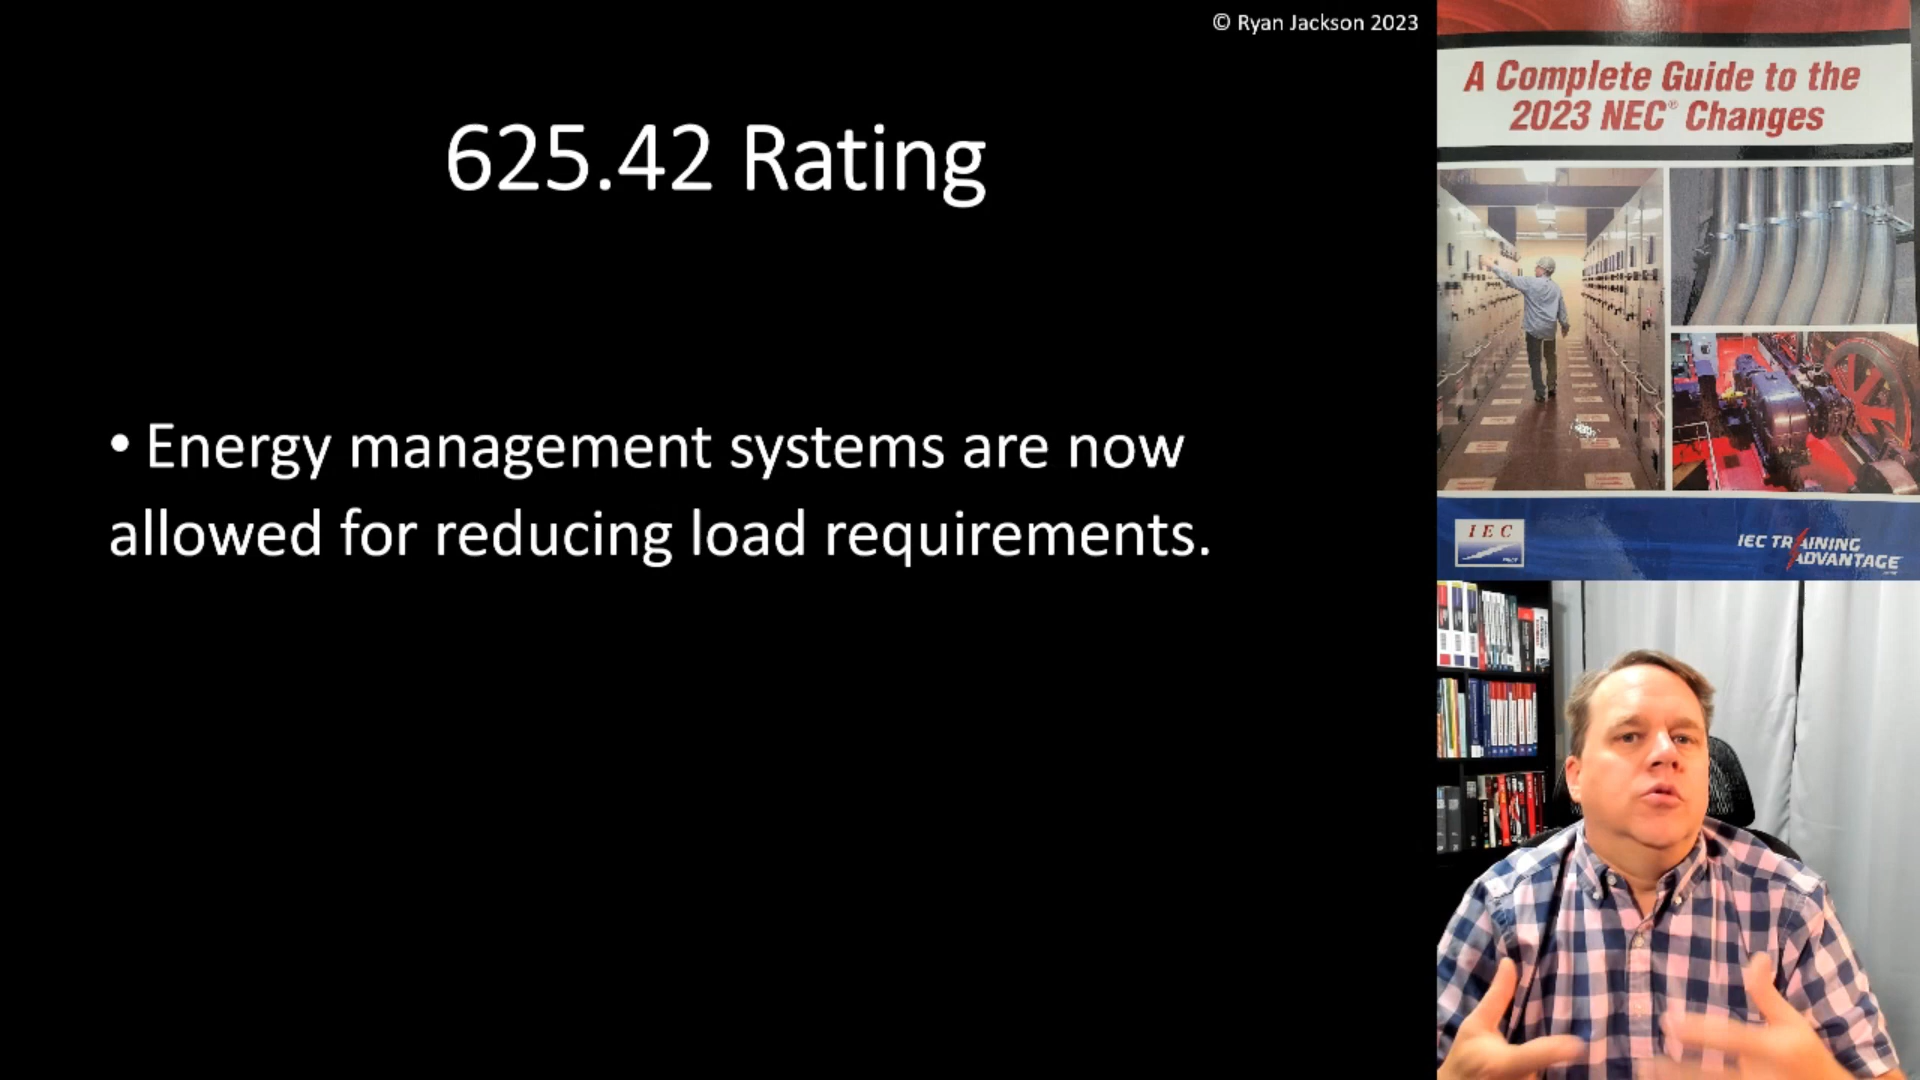 © Ryan Jackson 2023
625.42 Rating
• Energy management systems are now
allowed for reducing load requirements.
A Complete Guide to the
2023 NEC® Changes
IEC
IEC TRAINING
ADVANTAGE